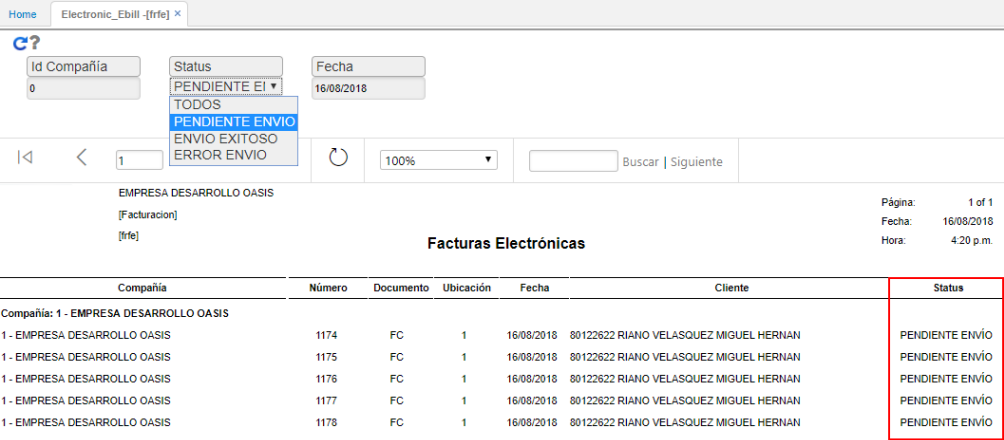 Home Electronic_Ebill -[frfe] ×
?
Id Compañía Status Fecha
0 PENDIENTE EI 16/08/2018
TODOS
PENDIENTE ENVIO
ENVIO EXITOSO
ERROR ENVIO
1 100% Buscar | Siguiente
EMPRESA DESARROLLO OASIS
[Facturacion]
[frfe]
Página: 1 of 1
Fecha: 16/08/2018
Hora: 4:20 p.m.
Facturas Electrónicas
Compañía Número Documento Ubicación Fecha Cliente Status
Compañía: 1 - EMPRESA DESARROLLO OASIS
1 - EMPRESA DESARROLLO OASIS 1174 FC 1 16/08/2018 80122622 RIANO VELASQUEZ MIGUEL HERNAN PENDIENTE ENVÍO
1 - EMPRESA DESARROLLO OASIS 1175 FC 1 16/08/2018 80122622 RIANO VELASQUEZ MIGUEL HERNAN PENDIENTE ENVÍO
1 - EMPRESA DESARROLLO OASIS 1176 FC 1 16/08/2018 80122622 RIANO VELASQUEZ MIGUEL HERNAN PENDIENTE ENVÍO
1 - EMPRESA DESARROLLO OASIS 1177 FC 1 16/08/2018 80122622 RIANO VELASQUEZ MIGUEL HERNAN PENDIENTE ENVÍO
1 - EMPRESA DESARROLLO OASIS 1178 FC 1 16/08/2018 80122622 RIANO VELASQUEZ MIGUEL HERNAN PENDIENTE ENVÍO